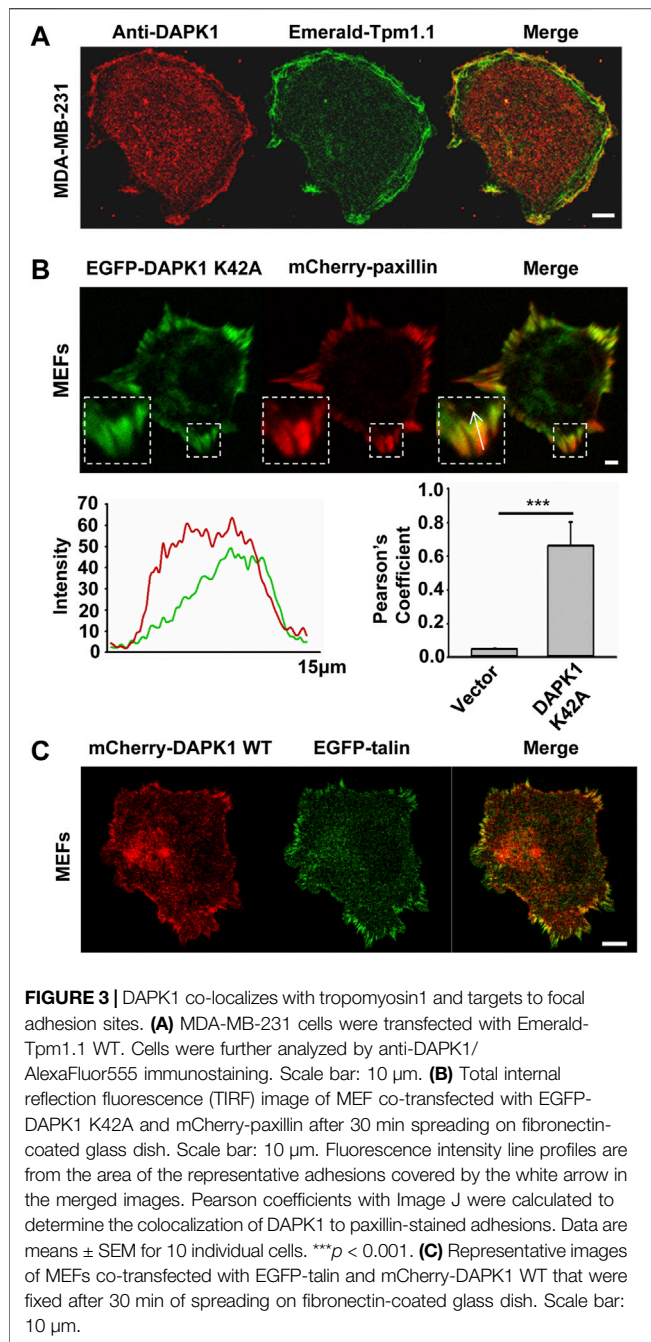 A
Anti-DAPK1 Emerald-Tpm1.1 Merge
MDA-MB-231
B
EGFP-DAPK1 K42A mCherry-paxillin Merge
MEFs
70
60
50
40
30
20
10
0
Intensity
15µm
1.0
0.8
0.6
0.4
0.2
0.0
Pearson's
Coefficient
***
Vector
DAPK1
K42A
C
mCherry-DAPK1 WT EGFP-talin Merge
MEFs
FIGURE 3 | DAPK1 co-localizes with tropomyosin1 and targets to focal
adhesion sites. (A) MDA-MB-231 cells were transfected with Emerald-
Tpm1.1 WT. Cells were further analyzed by anti-DAPK1/
AlexaFluor555 immunostaining. Scale bar: 10 µm. (B) Total internal
reflection fluorescence (TIRF) image of MEF co-transfected with EGFP-
DAPK1 K42A and mCherry-paxillin after 30 min spreading on fibronectin-
coated glass dish. Scale bar: 10 µm. Fluorescence intensity line profiles are
from the area of the representative adhesions covered by the white arrow in
the merged images. Pearson coefficients with Image J were calculated to
determine the colocalization of DAPK1 to paxillin-stained adhesions. Data are
means ± SEM for 10 individual cells. ***p < 0.001. (C) Representative images
of MEFs co-transfected with EGFP-talin and mCherry-DAPK1 WT that were
fixed after 30 min of spreading on fibronectin-coated glass dish. Scale bar:
10 µm.